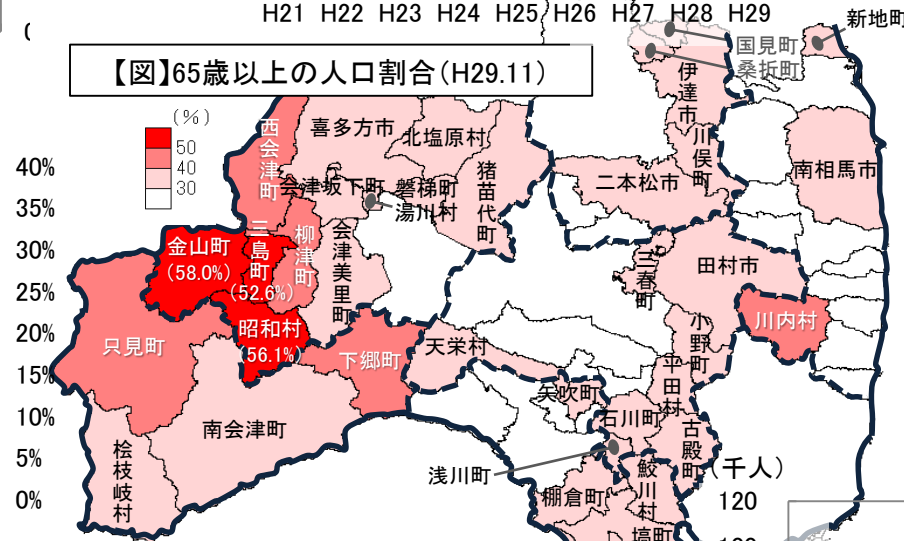 H21 H22 H23 H24 H25 H26 H27 H28 H29
【図】65歳以上の人口割合(H29.11)
新地町
国見町
桑折町
伊達市
(%)
50
40
30
西会津町
喜多方市
北塩原村
川俣町
40%
35%
30%
25%
20%
15%
10%
5%
0%
会津坂下町
磐梯町
湯川村
猪苗代町
二本松市
南相馬市
金山町
(58.0%)
三島町
(52.6%)
柳津町
会津美里町
三春町
田村市
昭和村
(56.1%)
只見町
下郷町
天栄村
小野町
川内村
平田村
矢吹町
石川町
古殿町
南会津町
檜枝岐村
浅川町
棚倉町
鮫川村
塙町
(千人)
120